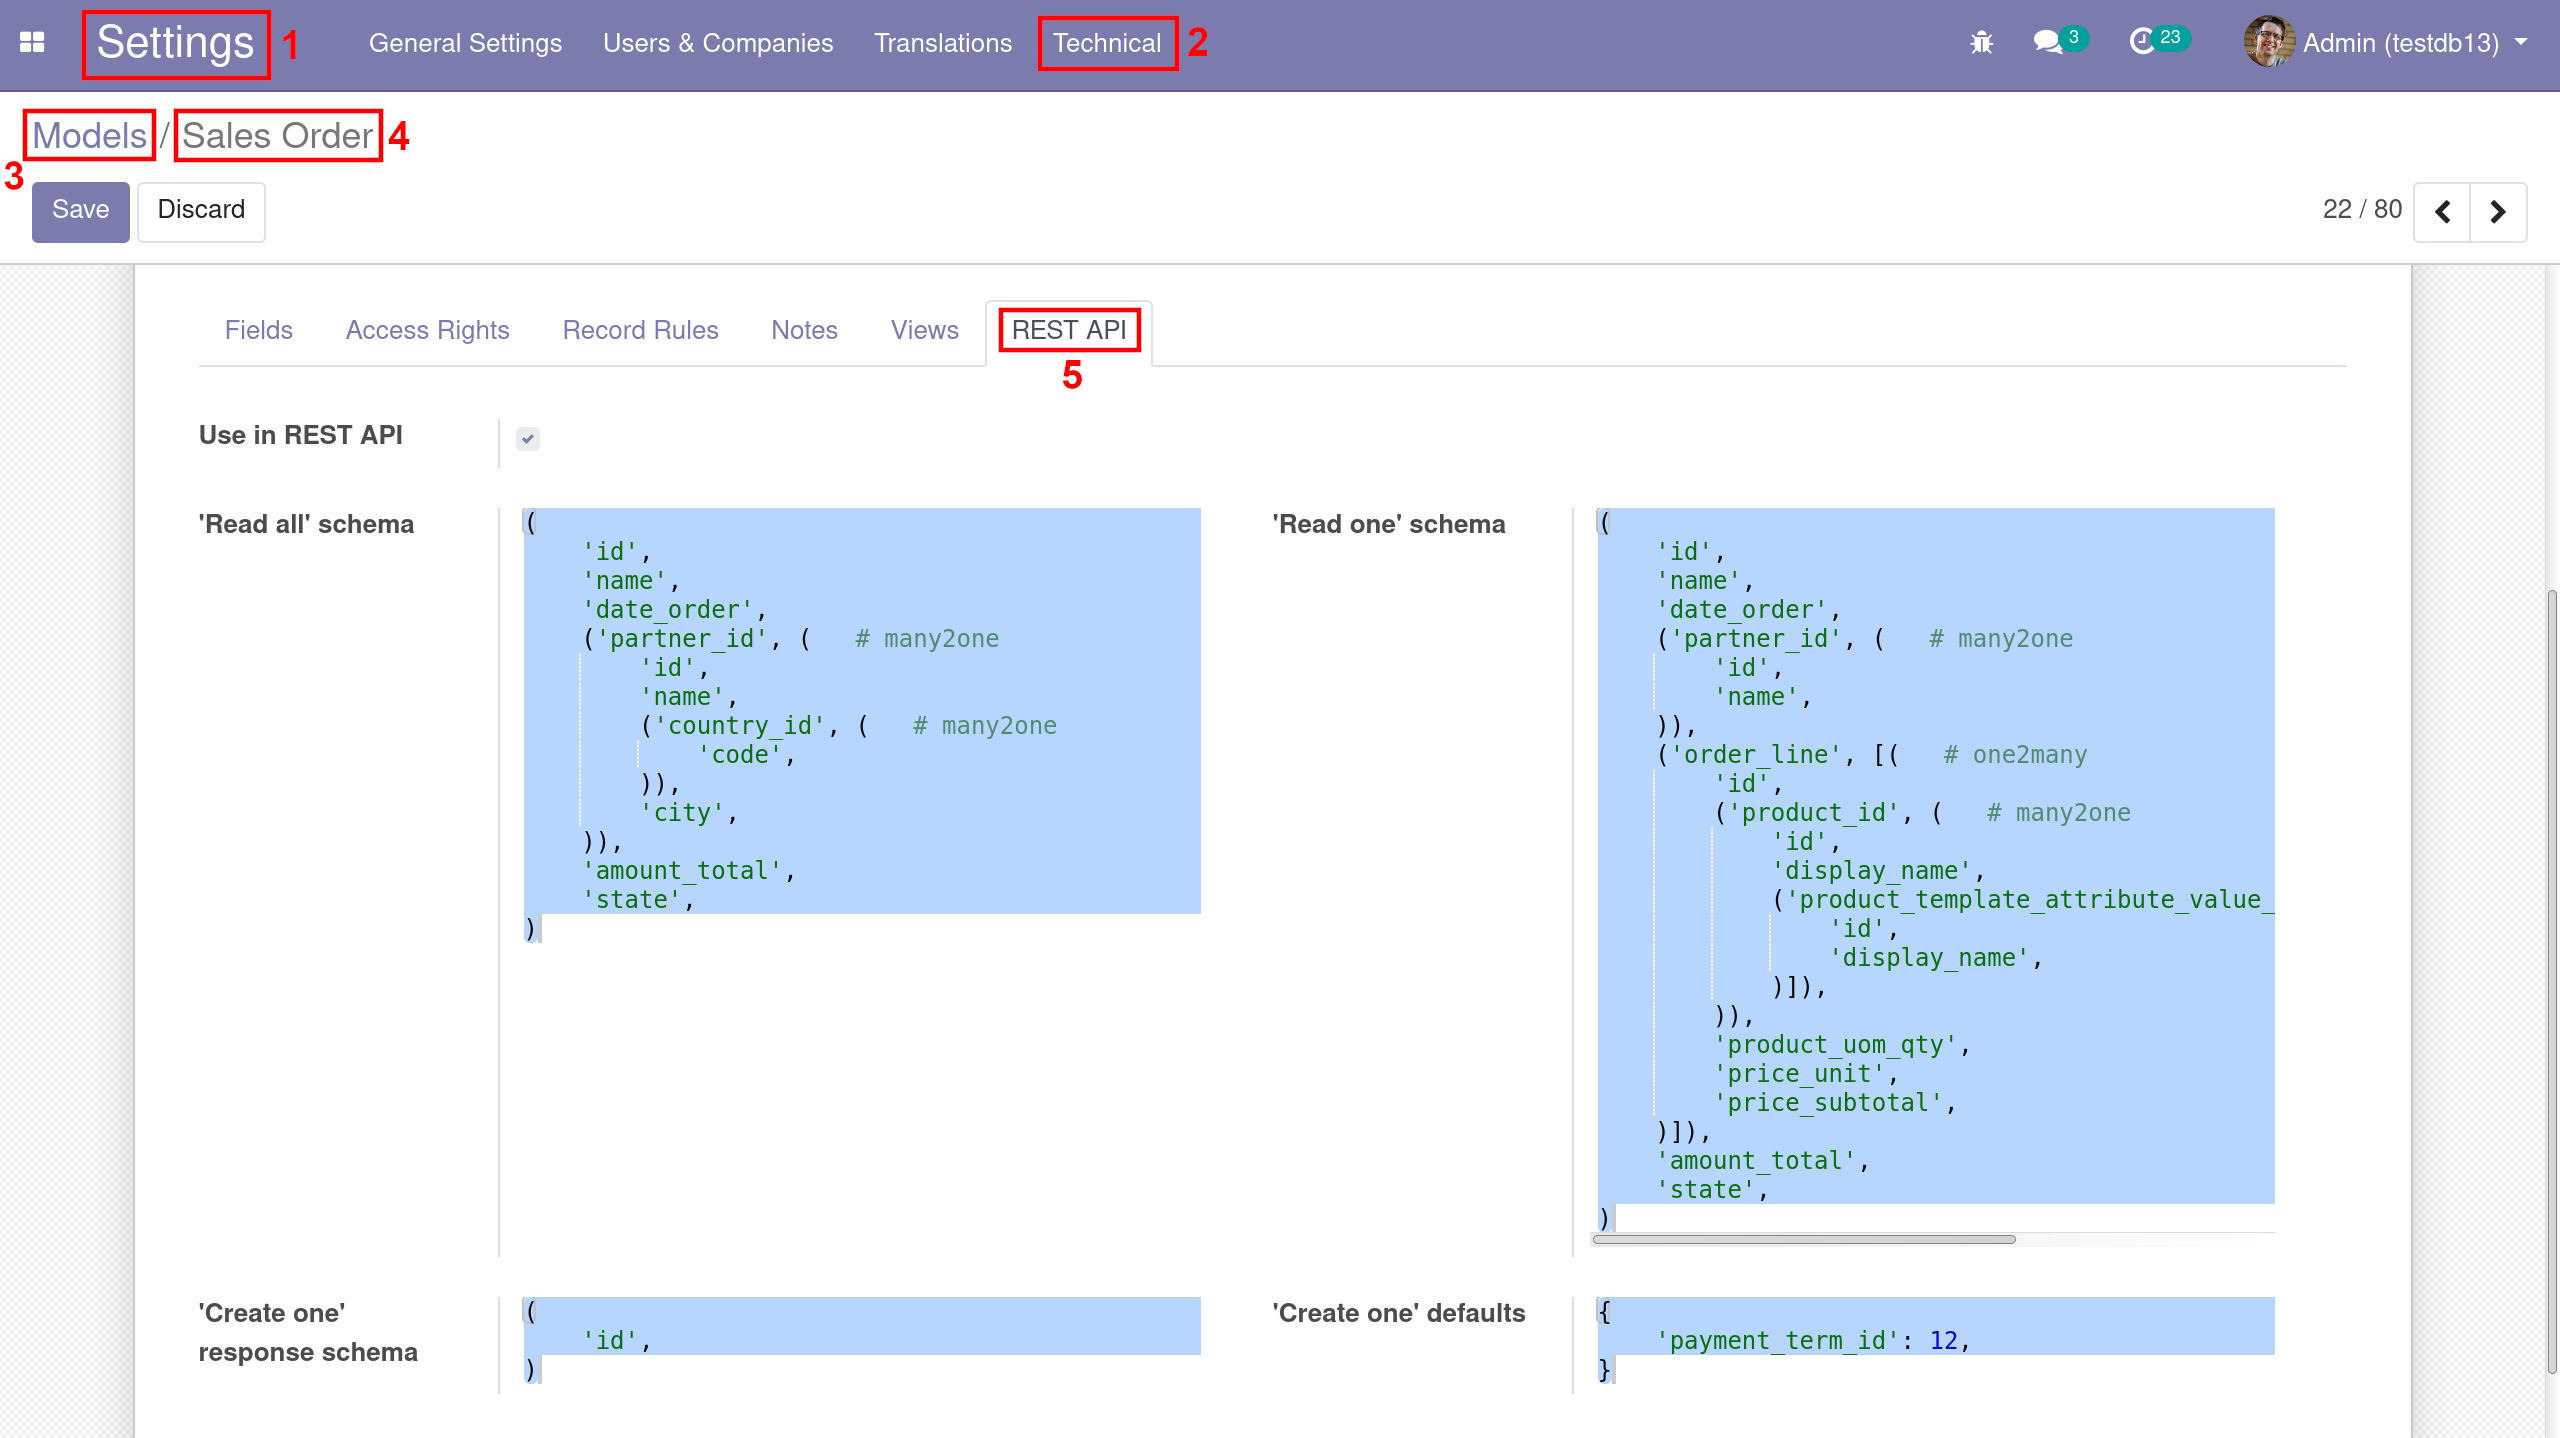 Settings 1 General Settings Users & Companies Translations Technical 2 3 23 Admin (testdb13)
Models / Sales Order 4
3
Save Discard 22 / 80
Fields Access Rights Record Rules Notes Views REST API
5
Use in REST API
'Read all' schema
(
    'id',
    'name',
    'date_order',
    ('partner_id', (   # many2one
        'id',
        'name',
        ('country_id', (   # many2one
            'code',
        )),
        'city',
    )),
    'amount_total',
    'state',
)
'Read one' schema
(
    'id',
    'name',
    'date_order',
    ('partner_id', (   # many2one
        'id',
        'name',
    )),
    ('order_line', [(   # one2many
        'id',
        ('product_id', (   # many2one
            'id',
            'display_name',
            ('product_template_attribute_value_
                'id',
                'display_name',
            )]),
        )),
        'product_uom_qty',
        'price_unit',
        'price_subtotal',
    )]),
    'amount_total',
    'state',
)
'Create one'
response schema
(
    'id',
)
'Create one' defaults
{
    'payment_term_id': 12,
}